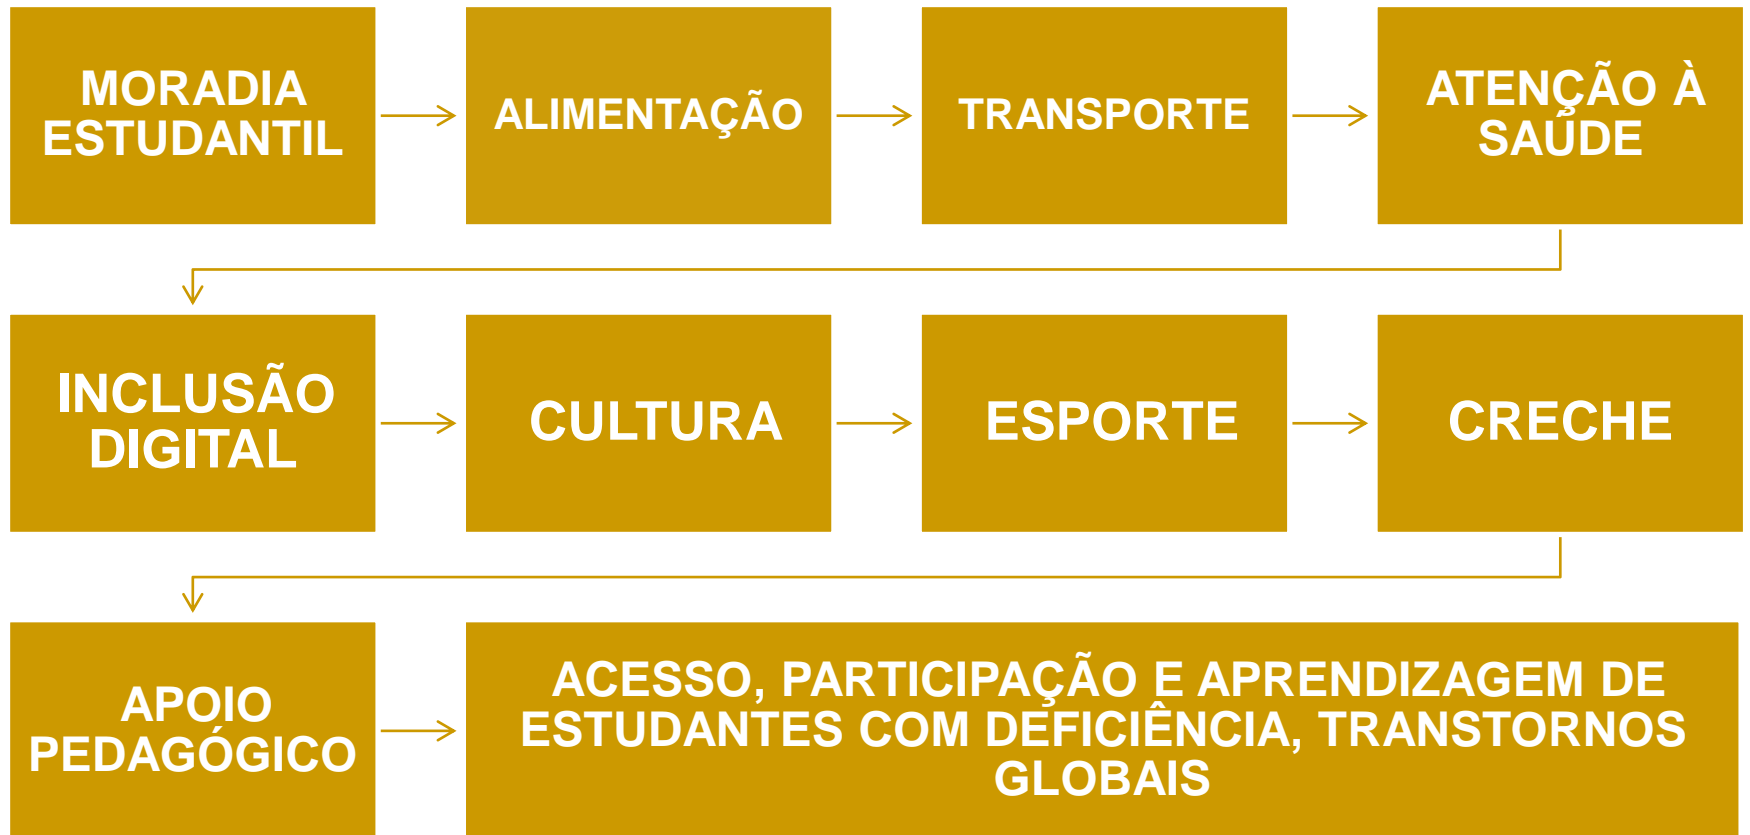 MORADIA
ESTUDANTIL
ALIMENTAÇÃO
TRANSPORTE
ATENÇÃO À
SAÚDE
INCLUSÃO
DIGITAL
CULTURA
ESPORTE
CRECHE
APOIO
PEDAGÓGICO
ACESSO, PARTICIPAÇÃO E APRENDIZAGEM DE
ESTUDANTES COM DEFICIÊNCIA, TRANSTORNOS
GLOBAIS